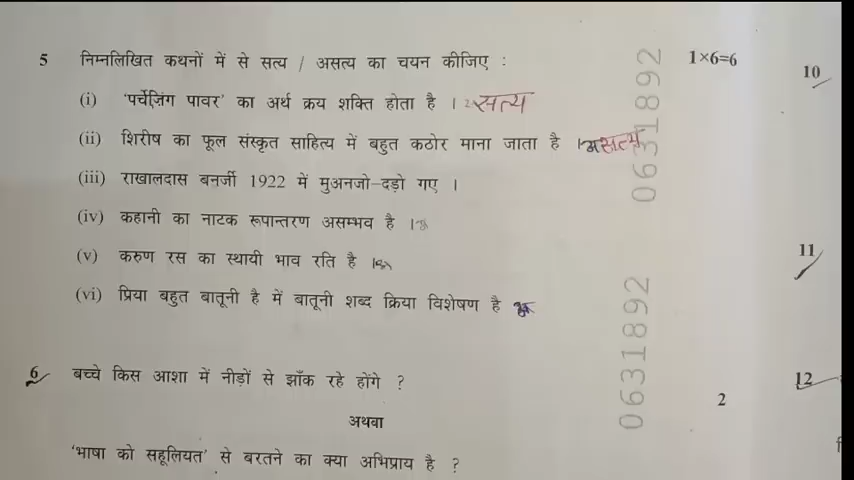 5 निम्नलिखित कथनों में से सत्य / असत्य का चयन कीजिए : 1×6=6
10
(i) 'पर्चेज़िंग पावर' का अर्थ क्रय शक्ति होता है । सत्य
(ii) शिरीष का फूल संस्कृत साहित्य में बहुत कठोर माना जाता है । असत्य
(iii) राखालदास बनर्जी 1922 में मुअनजो-दड़ो गए ।
(iv) कहानी का नाटक रूपान्तरण असम्भव है ।
(v) करुण रस का स्थायी भाव रति है ।
11
(vi) प्रिया बहुत बातूनी है में बातूनी शब्द क्रिया विशेषण है
6 बच्चे किस आशा में नीड़ों से झाँक रहे होंगे ?
12
2
अथवा
'भाषा को सहूलियत' से बरतने का क्या अभिप्राय है ?
0631892
0631892